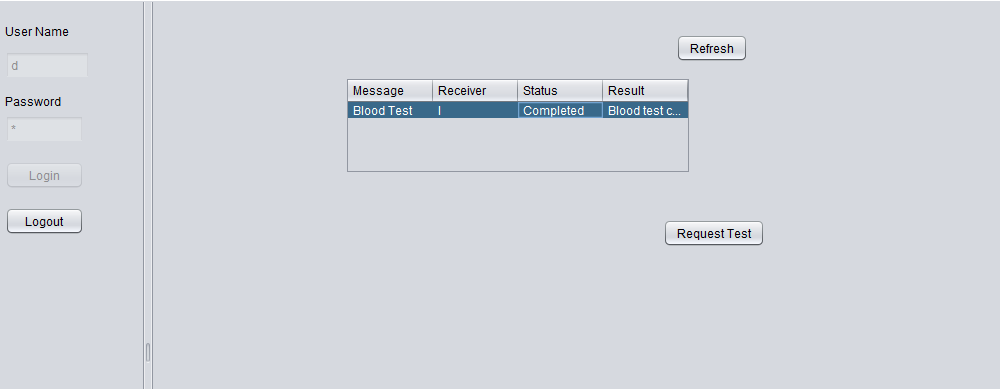 User Name
d
Password
*
Login
Logout
Refresh
Message Receiver Status Result
Blood Test l Completed Blood test c...
Request Test